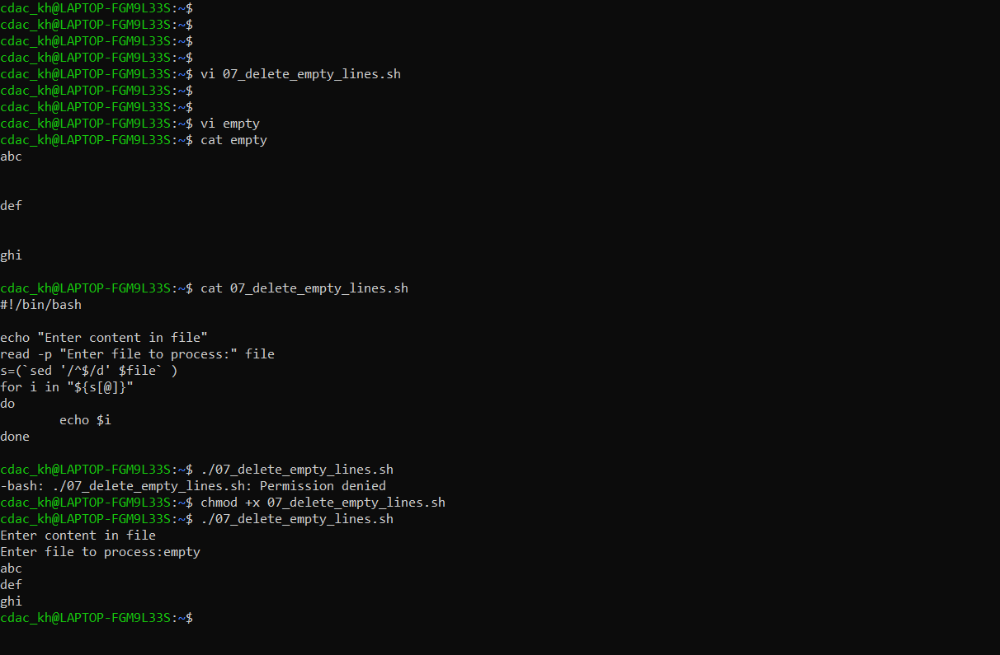 cdac_kh@LAPTOP-FGM9L33S:~$
cdac_kh@LAPTOP-FGM9L33S:~$
cdac_kh@LAPTOP-FGM9L33S:~$
cdac_kh@LAPTOP-FGM9L33S:~$
cdac_kh@LAPTOP-FGM9L33S:~$ vi 07_delete_empty_lines.sh
cdac_kh@LAPTOP-FGM9L33S:~$
cdac_kh@LAPTOP-FGM9L33S:~$
cdac_kh@LAPTOP-FGM9L33S:~$ vi empty
cdac_kh@LAPTOP-FGM9L33S:~$ cat empty
abc
def
ghi
cdac_kh@LAPTOP-FGM9L33S:~$ cat 07_delete_empty_lines.sh
#!/bin/bash
echo "Enter content in file"
read -p "Enter file to process:" file
s=(`sed '/^$/d' $file` )
for i in "${s[@]}"
do
        echo $i
done
cdac_kh@LAPTOP-FGM9L33S:~$ ./07_delete_empty_lines.sh
-bash: ./07_delete_empty_lines.sh: Permission denied
cdac_kh@LAPTOP-FGM9L33S:~$ chmod +x 07_delete_empty_lines.sh
cdac_kh@LAPTOP-FGM9L33S:~$ ./07_delete_empty_lines.sh
Enter content in file
Enter file to process:empty
abc
def
ghi
cdac_kh@LAPTOP-FGM9L33S:~$